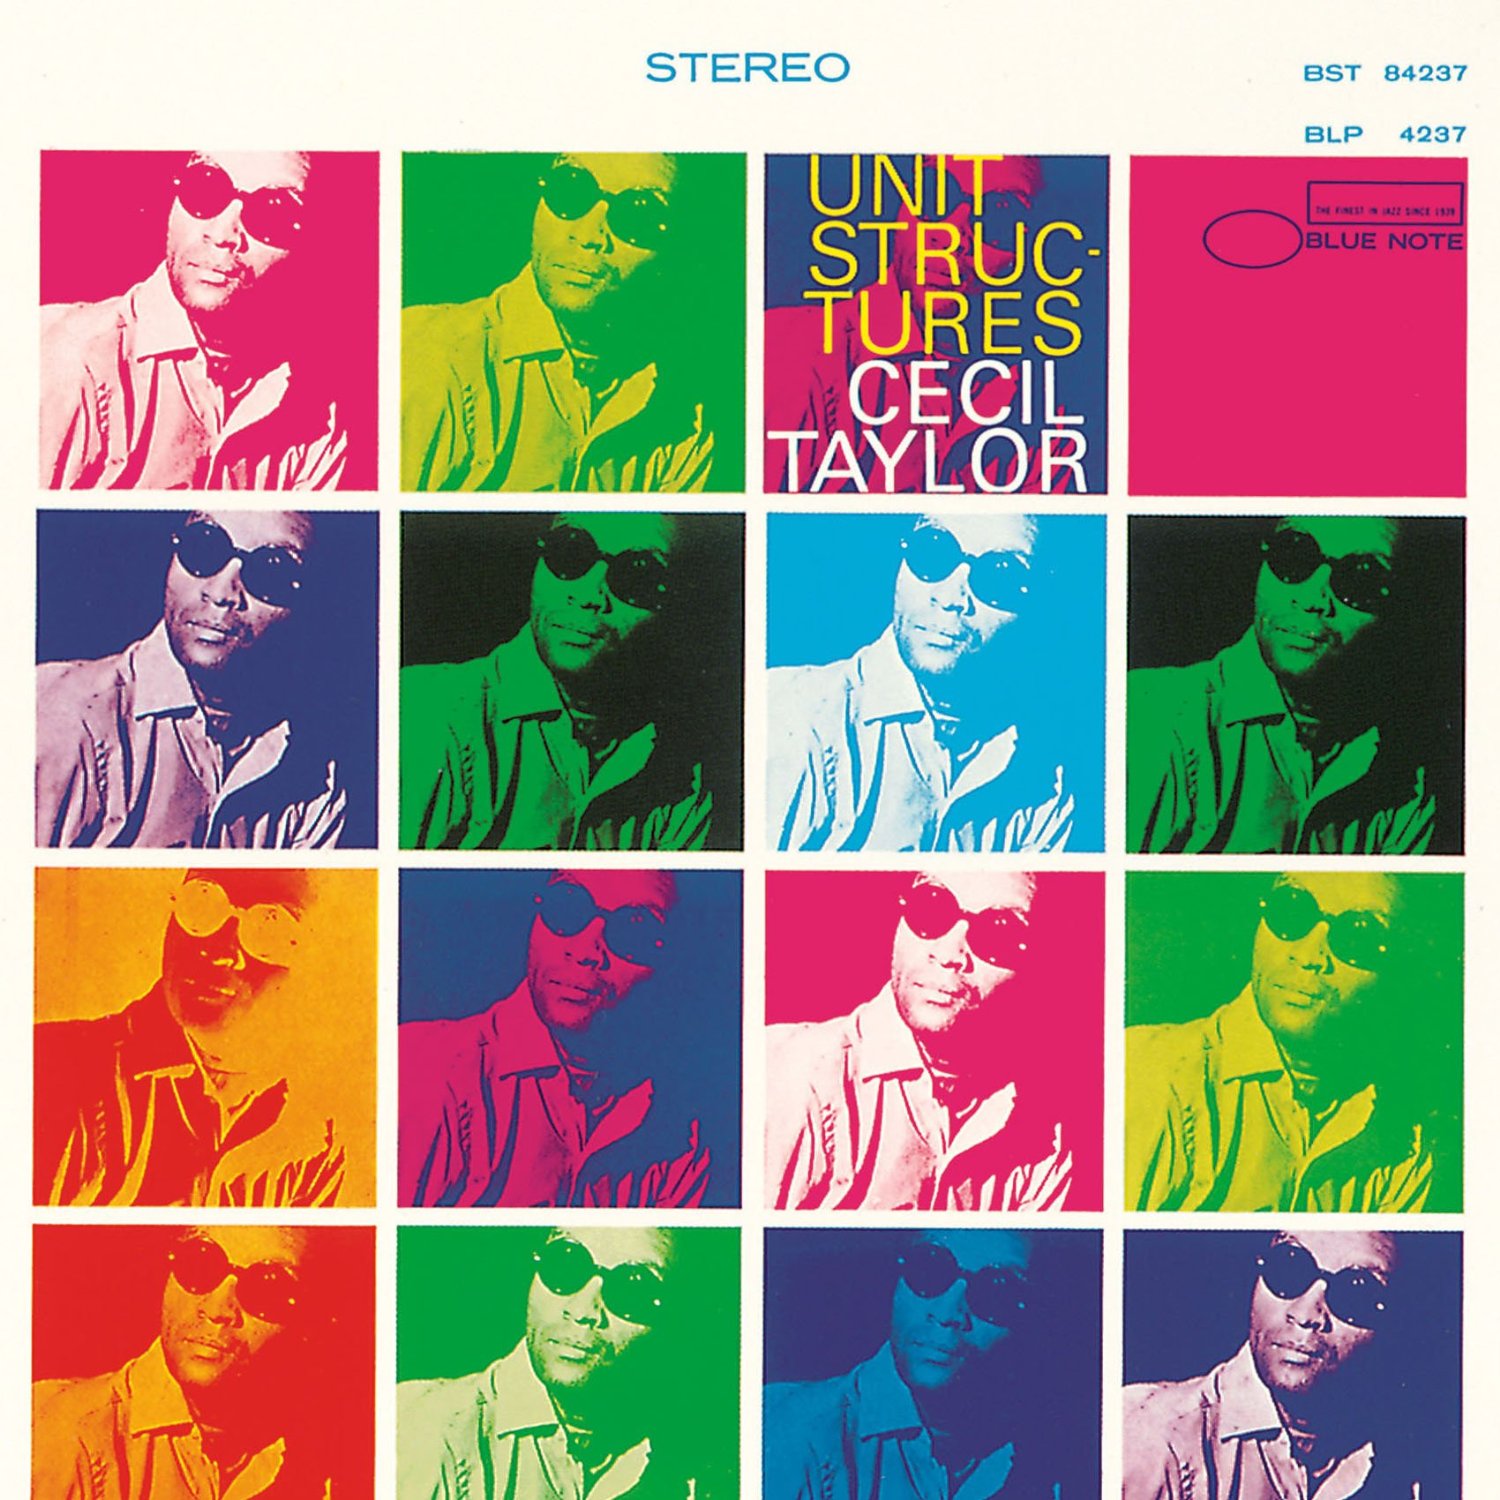 STEREO
BST 84237
BLP 4237
UNIT
STRUC-
TURES
CECIL
TAYLOR
THE FINEST IN JAZZ SINCE 1939
BLUE NOTE